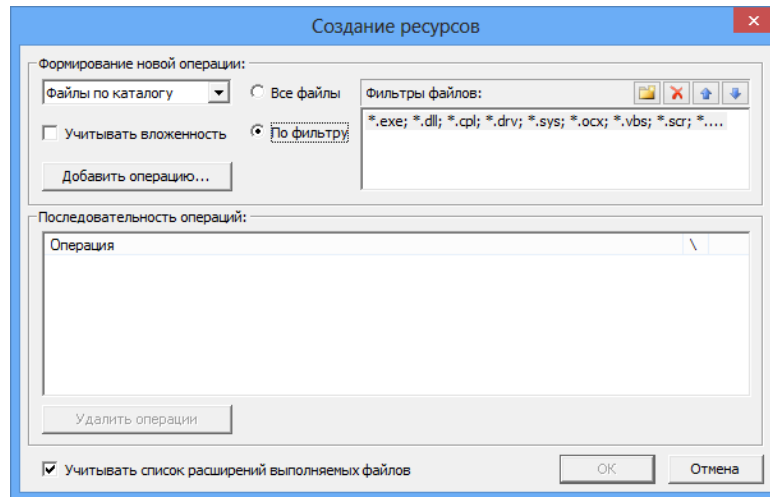 Создание ресурсов
Формирование новой операции:
Файлы по каталогу
Все файлы
Фильтры файлов:
Учитывать вложенность
По фильтру
*.exe; *.dll; *.cpl; *.drv; *.sys; *.ocx; *.vbs; *.scr; *....
Добавить операцию...
Последовательность операций:
Операция \
Удалить операции
Учитывать список расширений выполняемых файлов
OK
Отмена